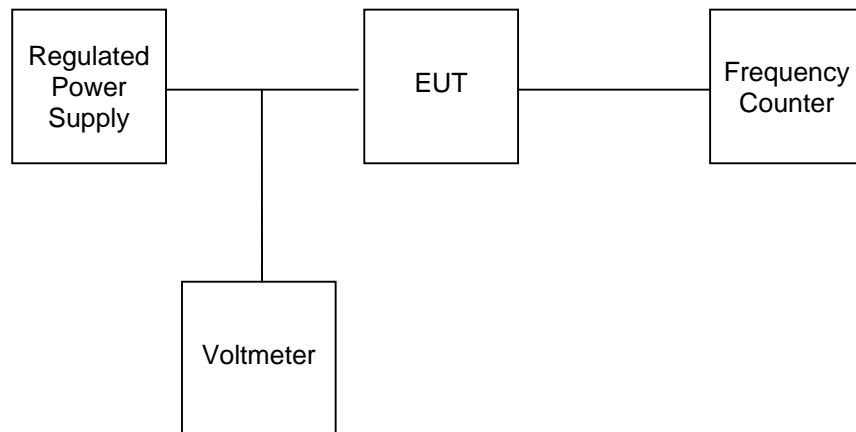 Regulated
Power
Supply
EUT
Frequency
Counter
Voltmeter